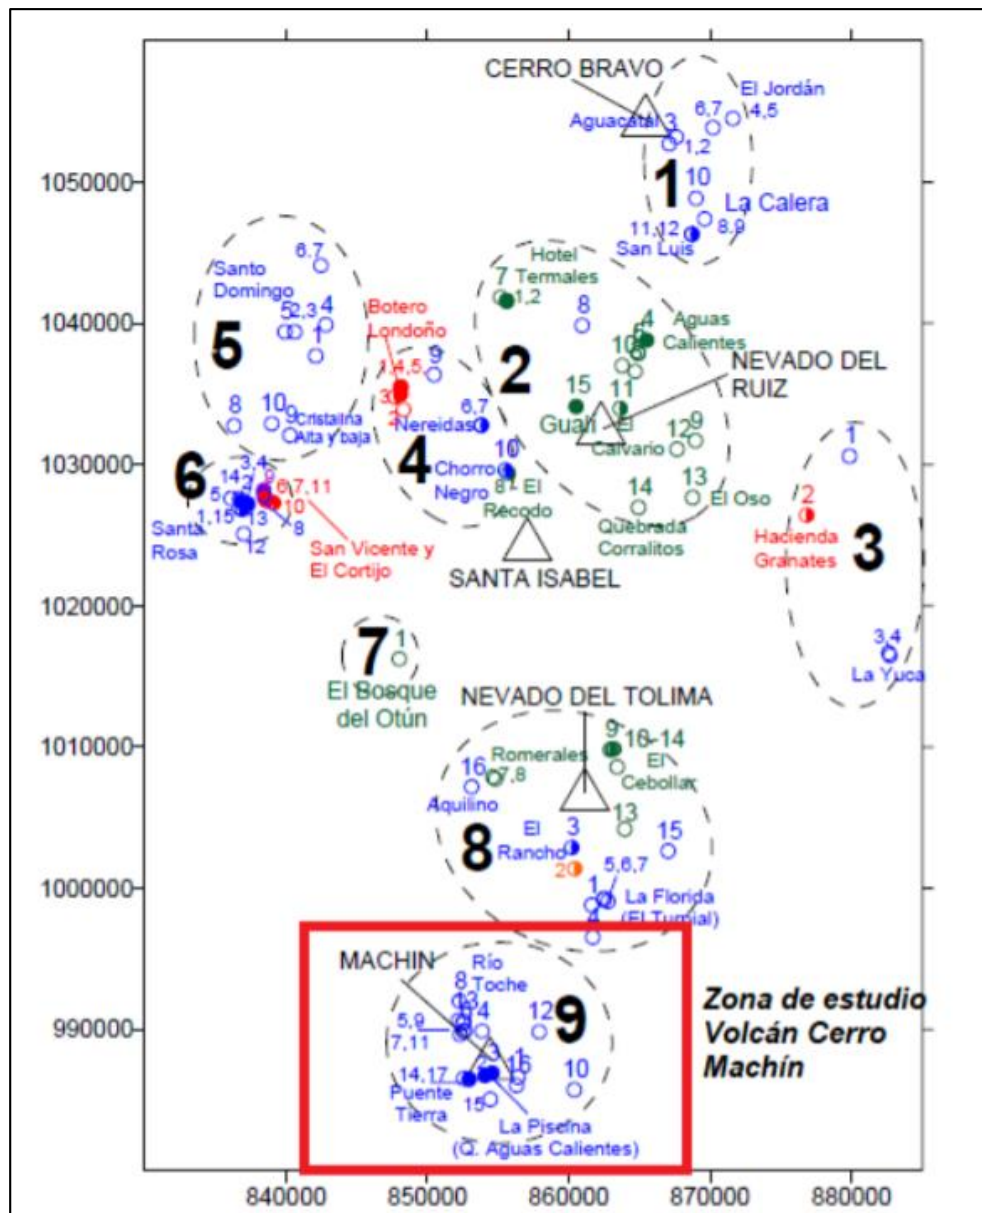 CERRO BRAVO
El Jordán
6,7
4,5
Aguacatal
3
1,2
1050000
1
10
La Calera
11,12
8,9
San Luis
Hotel
Termales
6,7
Santo
Domingo
7
1,2
8
Botero
Londoño
5
2,3
4
1040000
4
Aguas
Calientes
5
1
1,4,5
9
10
2
NEVADO DEL
RUIZ
3
2
15
11
8
10
9
Cristalina
Alta y baja
Nereidas
6,7
Gualí
El
Calvario
12
9
1
1030000
4
6
14
3,4
9
6,7,11
Chorro
Negro
10
8
El
Recodo
13
El Oso
2
5
2
10
14
Quebrada
Corralitos
Hacienda
Granates
3
1,15
13
8
Santa
Rosa
12
San Vicente y
El Cortijo
SANTA ISABEL
1020000
7
1
3,4
La Yuca
El Bosque
del Otún
NEVADO DEL TOLIMA
1010000
9
10-14
Romerales
16
7,8
El
Cebollar
Aquilino
13
8
El
Rancho
3
15
2
5,6,7
1000000
1
La Florida
(El Tumial)
4
MACHIN
Río
Toche
8
9
Zona de estudio
Volcán Cerro
Machín
13
4
12
990000
5,9
7,11
3
1
16
10
14,17
Puente
Tierra
15
La Piscina
(Q. Aguas Calientes)
840000
850000
860000
870000
880000